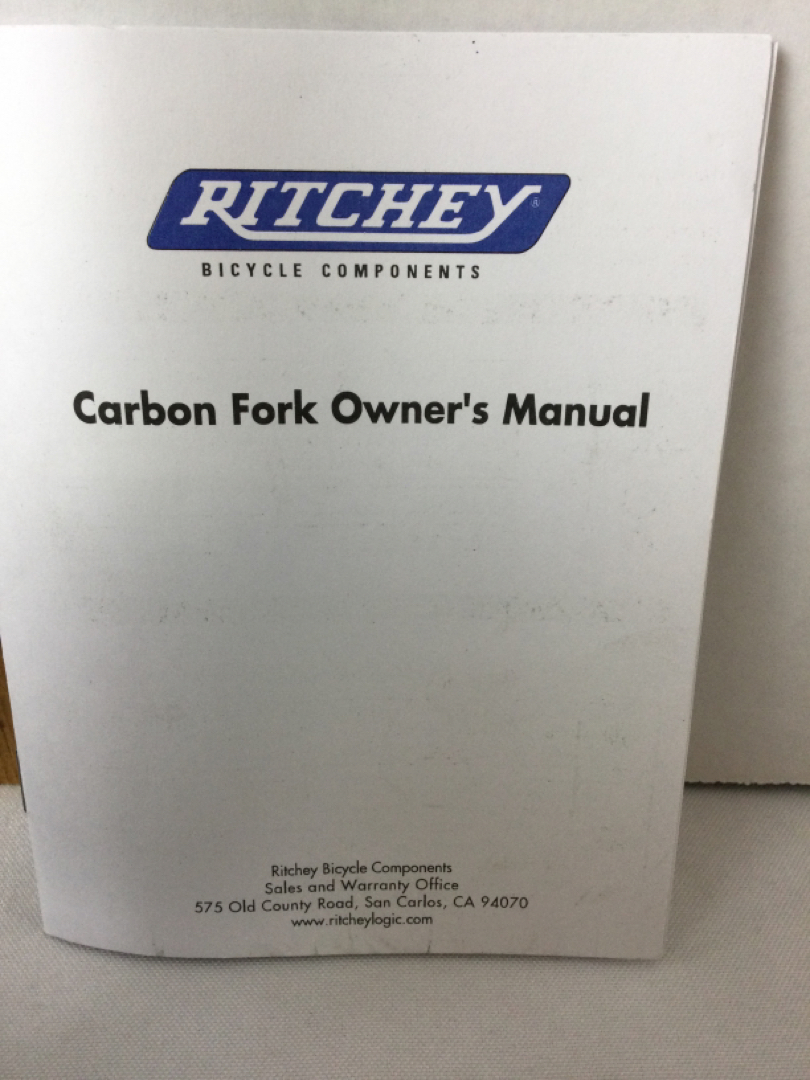 RITCHEY®
BICYCLE COMPONENTS
Carbon Fork Owner's Manual
Ritchey Bicycle Components
Sales and Warranty Office
575 Old County Road, San Carlos, CA 94070
www.ritcheylogic.com